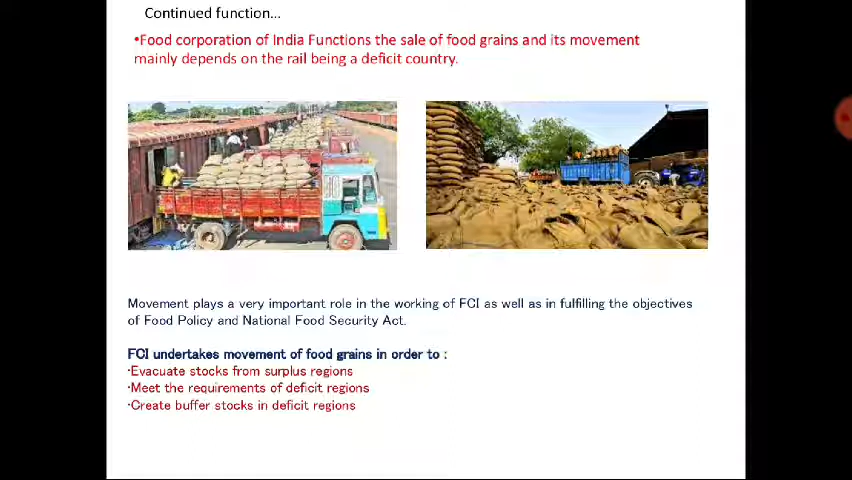 Continued function...
•Food corporation of India Functions the sale of food grains and its movement
mainly depends on the rail being a deficit country.
Movement plays a very important role in the working of FCI as well as in fulfilling the objectives
of Food Policy and National Food Security Act.
FCI undertakes movement of food grains in order to :
•Evacuate stocks from surplus regions
•Meet the requirements of deficit regions
•Create buffer stocks in deficit regions